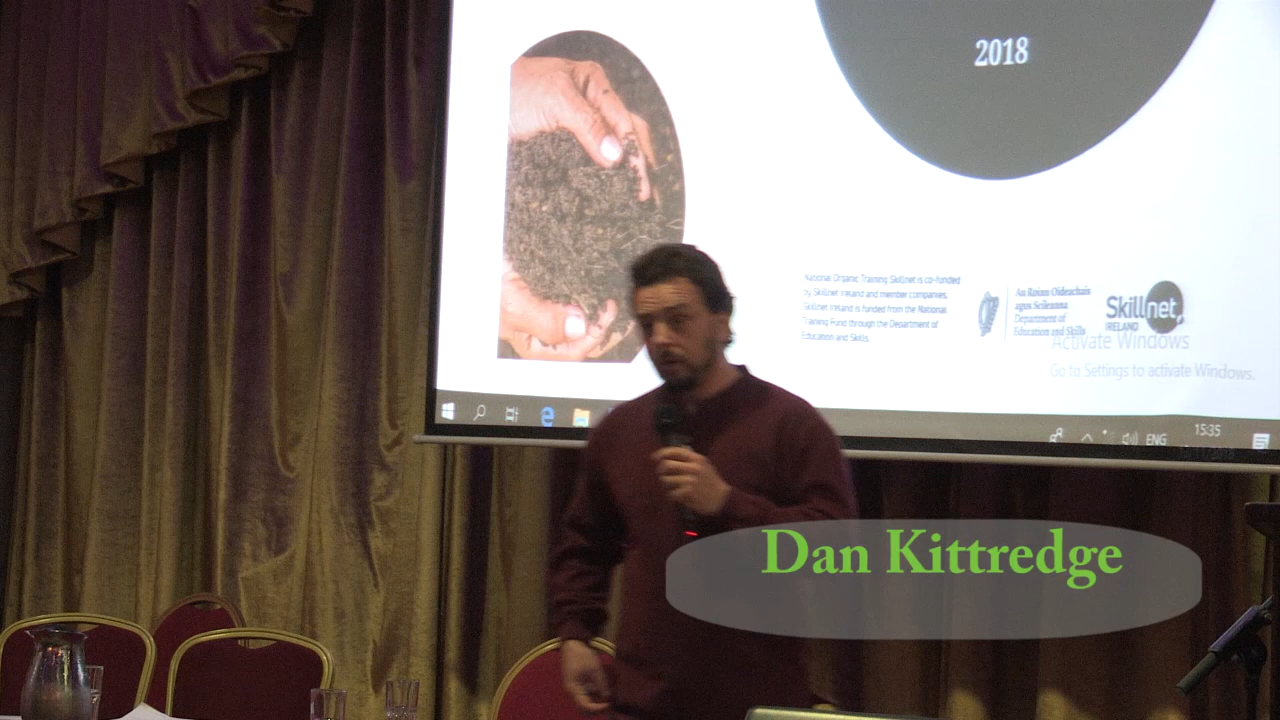 2018
National Organic Training Skillnet is co-funded
by Skillnet Ireland and member companies.
Skillnet Ireland is funded from the National
Training Fund through the Department of
Education and Skills.
An Roinn Oideachais
agus Scileanna
Department of
Education and Skills
Skillnet
IRELAND
Activate Windows
Go to Settings to activate Windows.
ENG
15:35
Dan Kittredge